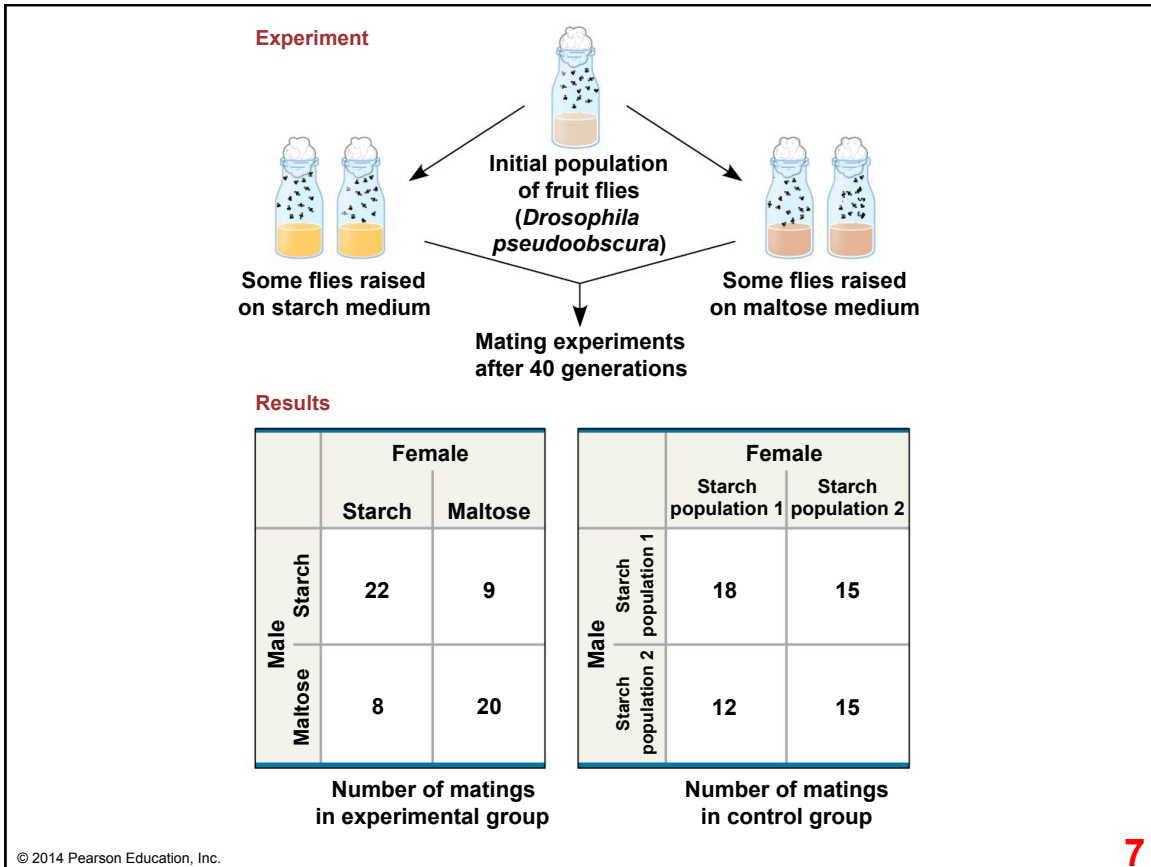 Experiment
Initial population
of fruit flies
(Drosophila
pseudoobscura)
Some flies raised
on starch medium
Some flies raised
on maltose medium
Mating experiments
after 40 generations
Results
Female
Starch Maltose
Male
Starch
22 9
Maltose
8 20
Number of matings
in experimental group
Female
Starch
population 1
Starch
population 2
Male
Starch
population 1
18 15
Starch
population 2
12 15
Number of matings
in control group
© 2014 Pearson Education, Inc.
7